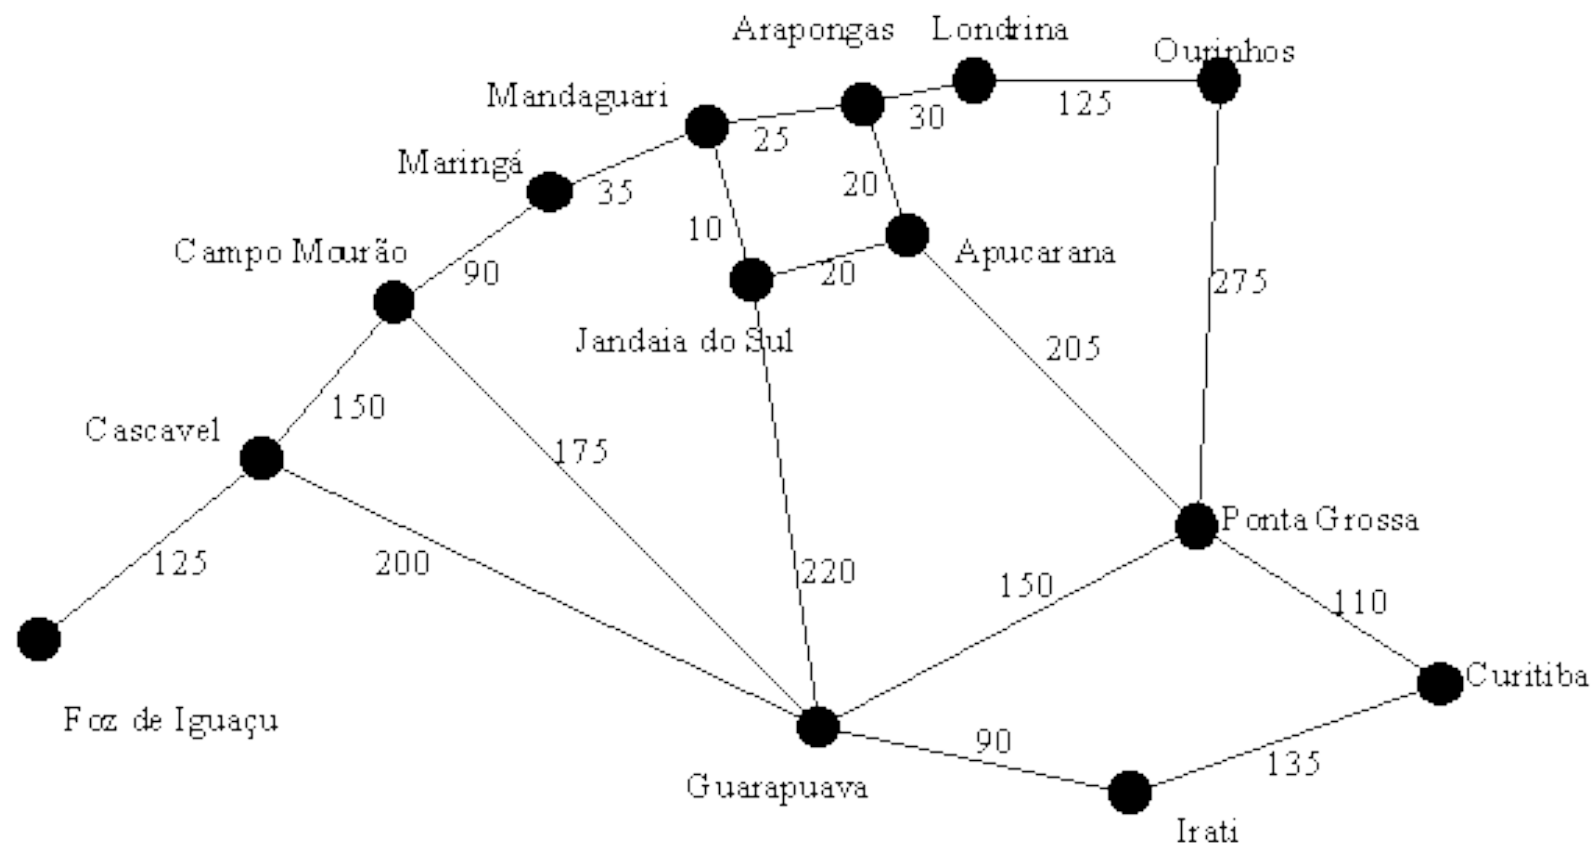 Arapongas
Londrina
Ourinhos
Mandaguari
25
30
125
Maringá
35
20
Campo Mourão
90
10
20
Apucarana
275
Jandaia do Sul
205
150
Cascavel
175
125
200
220
150
Ponta Grossa
110
Curitiba
Foz de Iguaçu
90
135
Guarapuava
Irati